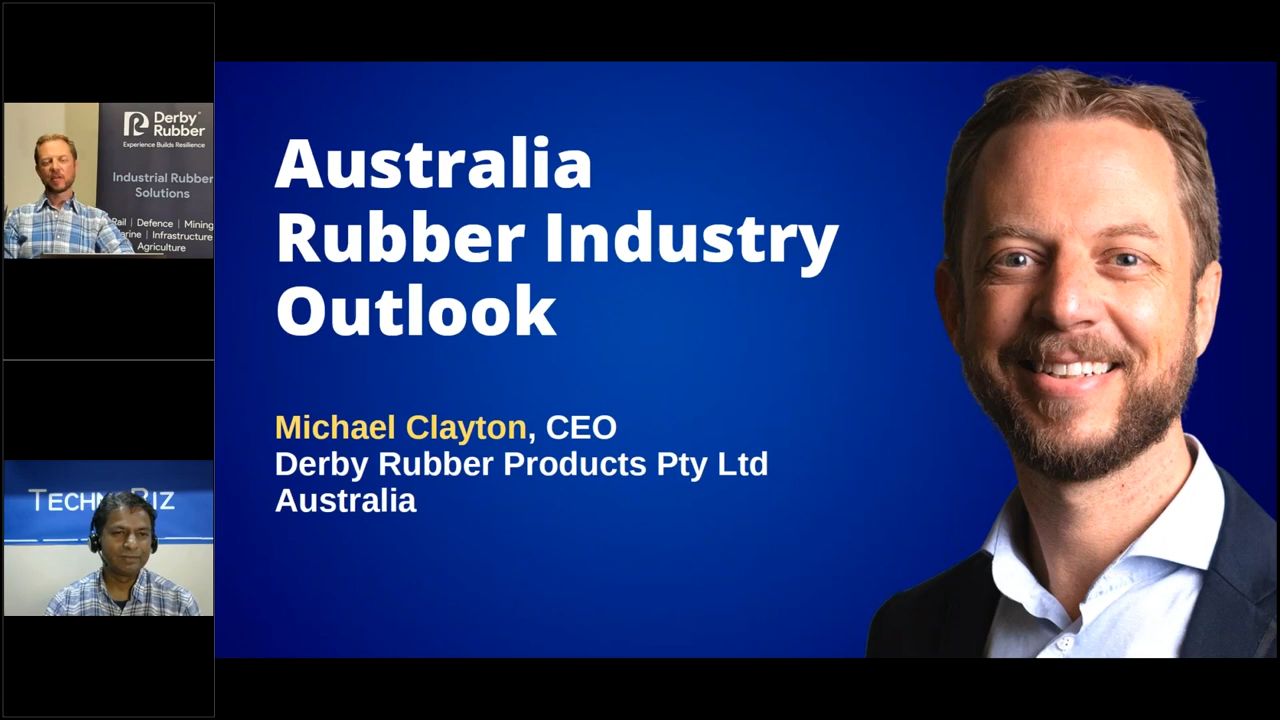 Derby
Rubber
Experience Builds Resilience
Industrial Rubber
Solutions
Rail | Defence | Mining
Marine | Infrastructure
Agriculture
Australia
Rubber Industry
Outlook
Michael Clayton, CEO
Derby Rubber Products Pty Ltd
Australia